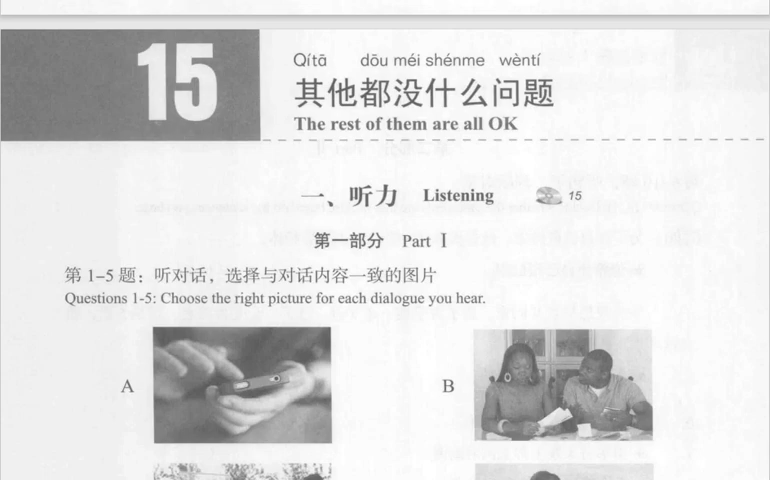 15
Qítā dōu méi shénme wèntí
其他都没什么问题
The rest of them are all OK
一、听力 Listening 15
第一部分 Part Ⅰ
第 1-5 题：听对话，选择与对话内容一致的图片
Questions 1-5: Choose the right picture for each dialogue you hear.
A
B